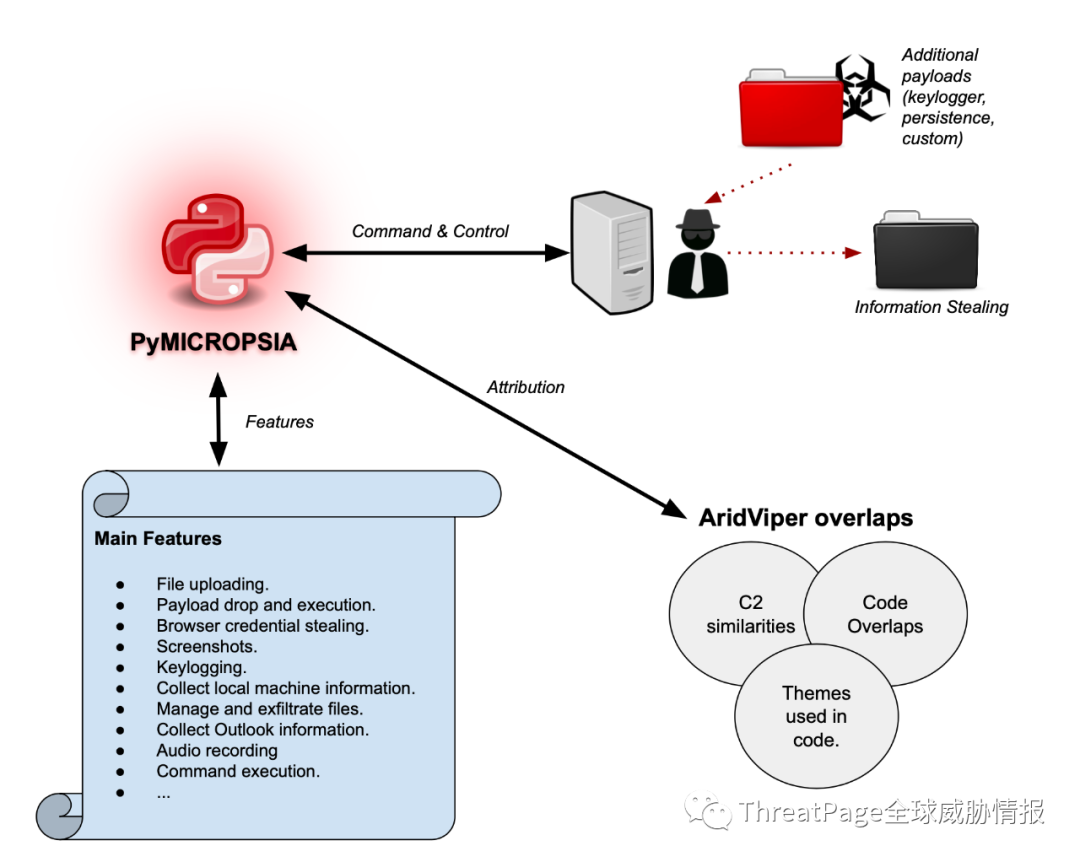 Additional
payloads
(keylogger,
persistence,
custom)
Command & Control
Information Stealing
PyMICROPSIA
Attribution
Features
Main Features
● File uploading.
● Payload drop and execution.
● Browser credential stealing.
● Screenshots.
● Keylogging.
● Collect local machine information.
● Manage and exfiltrate files.
● Collect Outlook information.
● Audio recording
● Command execution.
● ...
AridViper overlaps
C2
similarities
Code
Overlaps
Themes
used in
code.
ThreatPage全球威胁情报